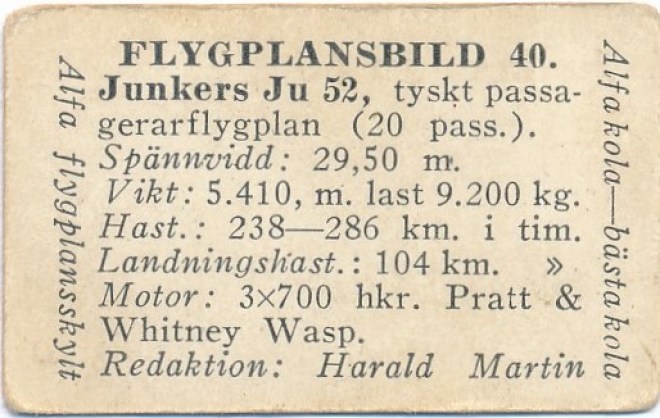 FLYGPLANSBILD 40.
Junkers Ju 52, tyskt passa-
gerarflygplan (20 pass.).
Spännvidd: 29,50 m.
Vikt: 5.410, m. last 9.200 kg.
Hast.: 238—286 km. i tim.
Landningshast.: 104 km. »
Motor: 3×700 hkr. Pratt &
Whitney Wasp.
Redaktion: Harald Martin
Alfa flygplansskylt
Alfa kola—bästa kola